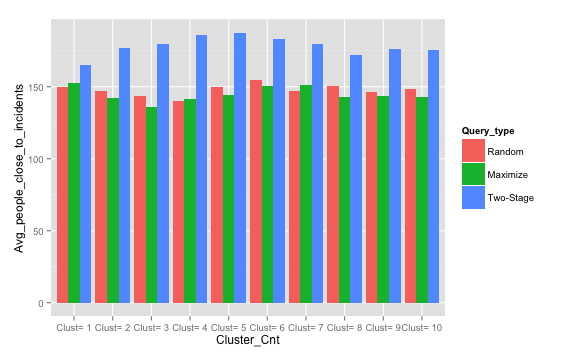 Avg_people_close_to_incidents
150
100
50
0
Clust= 1 Clust= 2 Clust= 3 Clust= 4 Clust= 5 Clust= 6 Clust= 7 Clust= 8 Clust= 9 Clust= 10
Cluster_Cnt
Query_type
Random
Maximize
Two-Stage